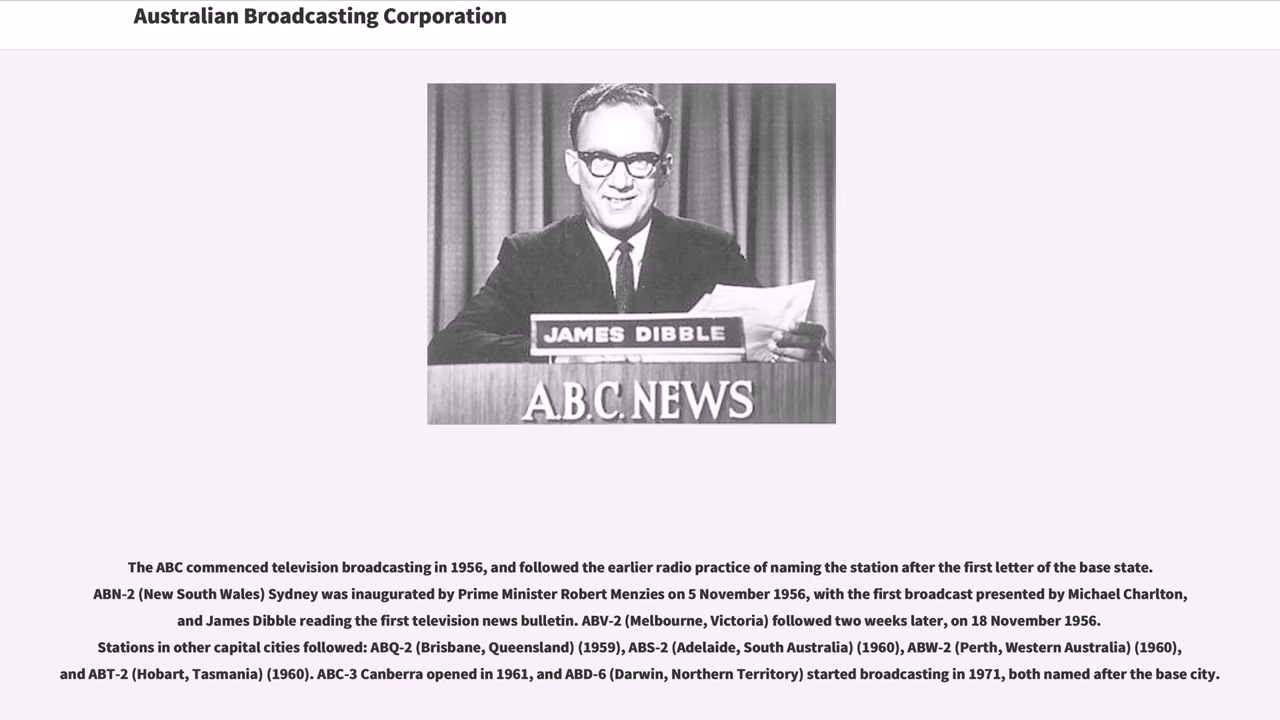 Australian Broadcasting Corporation
JAMES DIBBLE
A.B.C. NEWS
The ABC commenced television broadcasting in 1956, and followed the earlier radio practice of naming the station after the first letter of the base state.
ABN-2 (New South Wales) Sydney was inaugurated by Prime Minister Robert Menzies on 5 November 1956, with the first broadcast presented by Michael Charlton,
and James Dibble reading the first television news bulletin. ABV-2 (Melbourne, Victoria) followed two weeks later, on 18 November 1956.
Stations in other capital cities followed: ABQ-2 (Brisbane, Queensland) (1959), ABS-2 (Adelaide, South Australia) (1960), ABW-2 (Perth, Western Australia) (1960),
and ABT-2 (Hobart, Tasmania) (1960). ABC-3 Canberra opened in 1961, and ABD-6 (Darwin, Northern Territory) started broadcasting in 1971, both named after the base city.